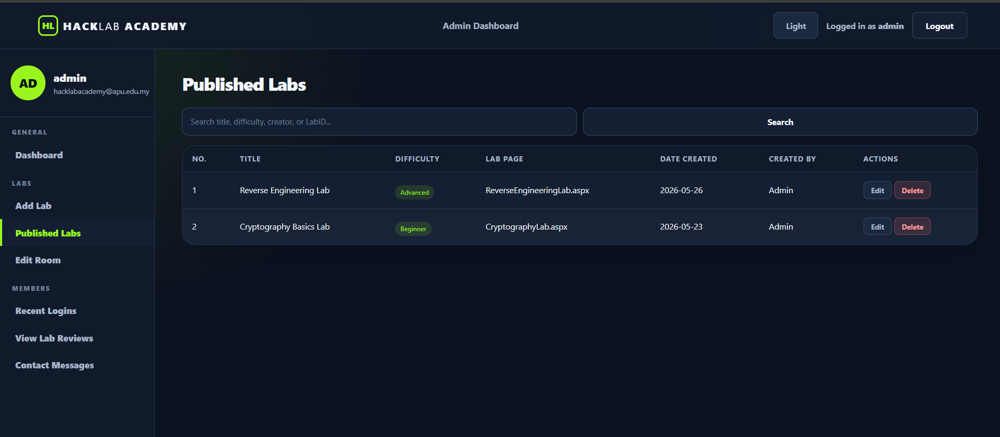 HL HACKLAB ACADEMY
Admin Dashboard
Light
Logged in as admin
Logout
AD
admin
hacklabacademy@apu.edu.my
GENERAL
Dashboard
LABS
Add Lab
Published Labs
Edit Room
MEMBERS
Recent Logins
View Lab Reviews
Contact Messages
Published Labs
Search title, difficulty, creator, or LabID...
Search
NO. TITLE DIFFICULTY LAB PAGE DATE CREATED CREATED BY ACTIONS
1 Reverse Engineering Lab Advanced ReverseEngineeringLab.aspx 2026-05-26 Admin Edit Delete
2 Cryptography Basics Lab Beginner CryptographyLab.aspx 2026-05-23 Admin Edit Delete